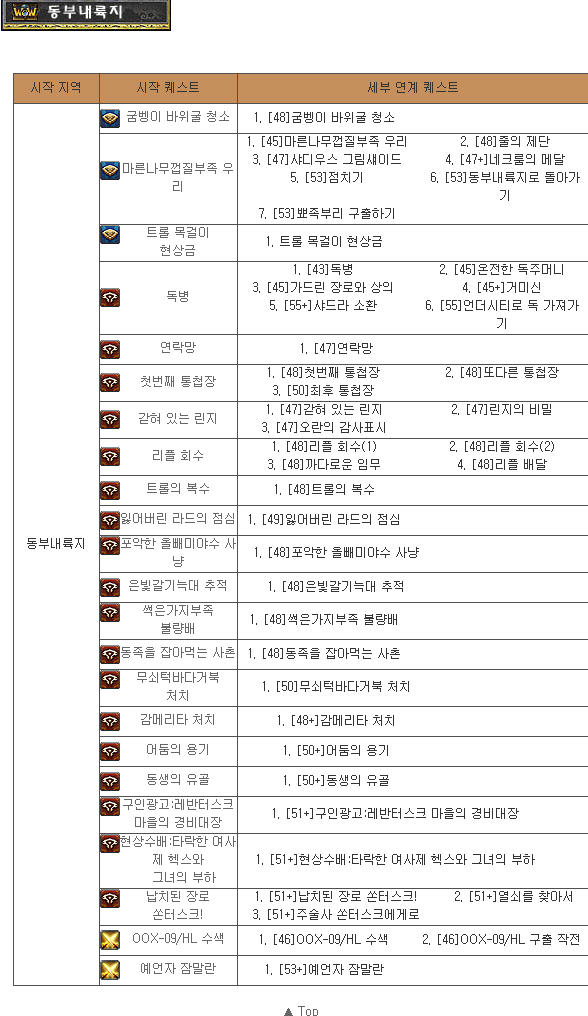 WOW 동부내륙지
시작 지역 시작 퀘스트 세부 연계 퀘스트
동부내륙지
굼벵이 바위굴 청소 1. [48]굼벵이 바위굴 청소
마른나무껍질부족 우
리
1. [45]마른나무껍질부족 우리 2. [48]줄의 제단
3. [47]샤디우스 그림섀이드 4. [47+]네크룸의 메달
5. [53]점치기 6. [53]동부내륙지로 돌아가
기
7. [53]뾰족부리 구출하기
트롤 목걸이
현상금
1. 트롤 목걸이 현상금
독병
1. [43]독병 2. [45]온전한 독주머니
3. [45]가드린 장로와 상의 4. [45+]거미신
5. [55+]샤드라 소환 6. [55]언더시티로 독 가져가
기
연락망 1. [47]연락망
첫번째 통첩장
1. [48]첫번째 통첩장 2. [48]또다른 통첩장
3. [50]최후 통첩장
갇혀 있는 린지
1. [47]갇혀 있는 린지 2. [47]린지의 비밀
3. [47]오란의 감사표시
리플 회수
1. [48]리플 회수(1) 2. [48]리플 회수(2)
3. [48]까다로운 임무 4. [48]리플 배달
트롤의 복수 1. [48]트롤의 복수
잃어버린 라드의 점심 1. [49]잃어버린 라드의 점심
포악한 올빼미야수 사
냥
1. [48]포악한 올빼미야수 사냥
은빛갈기늑대 추적 1. [48]은빛갈기늑대 추적
썩은가지부족
불량배
1. [48]썩은가지부족 불량배
동족을 잡아먹는 사촌 1. [48]동족을 잡아먹는 사촌
무쇠턱바다거북
처치
1. [50]무쇠턱바다거북 처치
감메리타 처치 1. [48+]감메리타 처치
어둠의 용기 1. [50+]어둠의 용기
동생의 유골 1. [50+]동생의 유골
구인광고:레반터스크
마을의 경비대장
1. [51+]구인광고:레반터스크 마을의 경비대장
현상수배:타락한 여사
제 헥스와
그녀의 부하
1. [51+]현상수배:타락한 여사제 헥스와 그녀의 부하
납치된 장로
쏜터스크!
1. [51+]납치된 장로 쏜터스크! 2. [51+]열쇠를 찾아서
3. [51+]주술사 쏜터스크에게로
OOX-09/HL 수색 1. [46]OOX-09/HL 수색 2. [46]OOX-09/HL 구출 작전
예언자 잠말란 1. [53+]예언자 잠말란
▲ Top